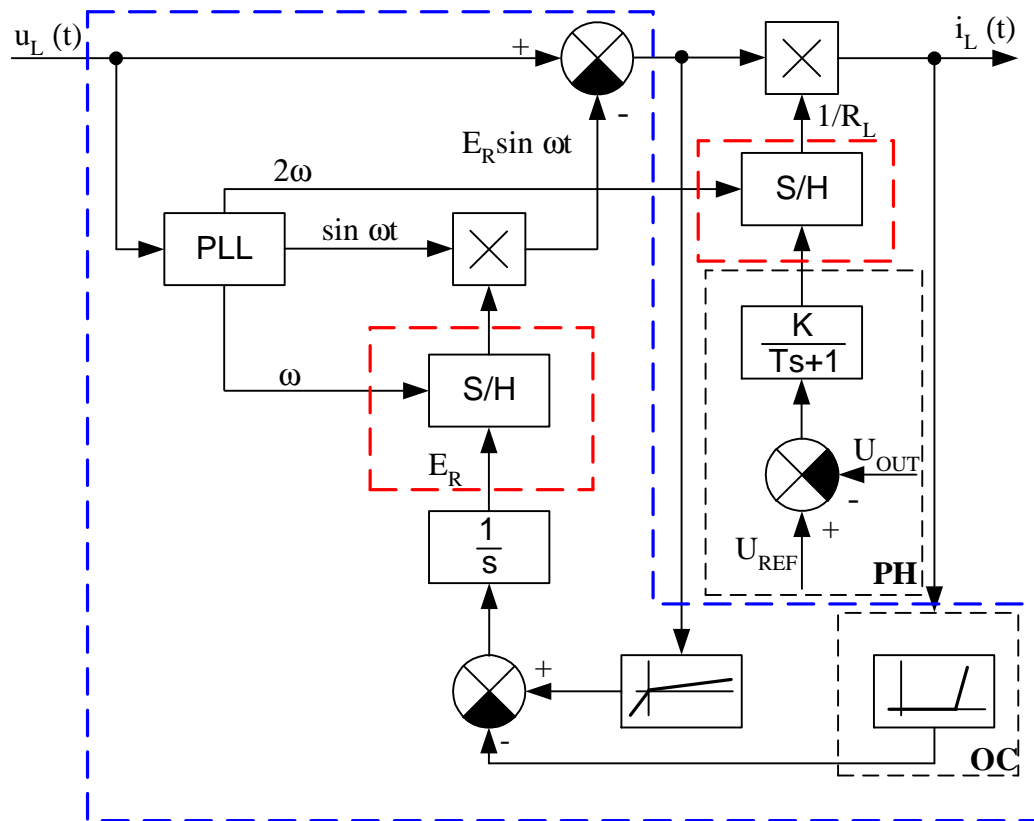 u_L (t)
i_L (t)
+
-
1/R_L
E_R sin ωt
2ω
S/H
sin ωt
PLL
K
Ts+1
ω
S/H
U_OUT
-
E_R
+
U_REF
PH
1
s
+
-
OC